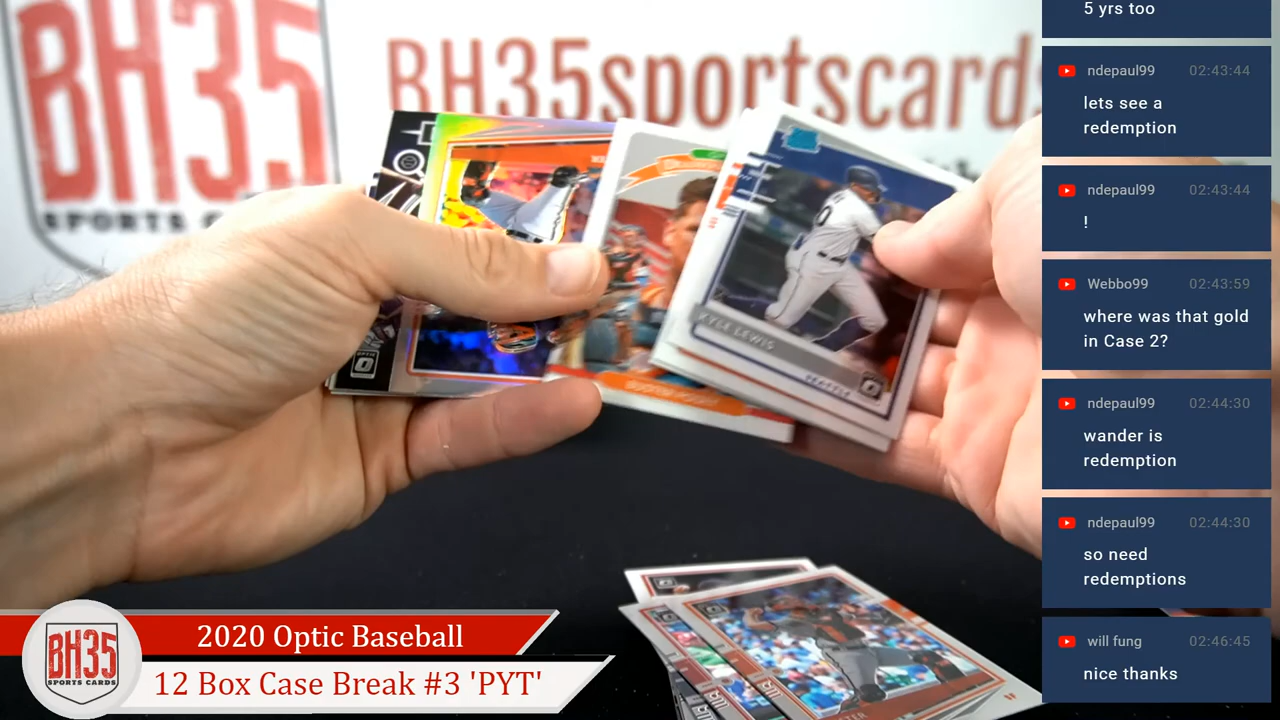 BH35
SPORTS CA
BH35sportscards
KYLE LEWIS
SEATTLE
OPTIC
BH35
SPORTS CARDS
2020 Optic Baseball
12 Box Case Break #3 'PYT'
5 yrs too
ndepaul99 02:43:44
lets see a
redemption
ndepaul99 02:43:44
!
Webbo99 02:43:59
where was that gold
in Case 2?
ndepaul99 02:44:30
wander is
redemption
ndepaul99 02:44:30
so need
redemptions
will fung 02:46:45
nice thanks